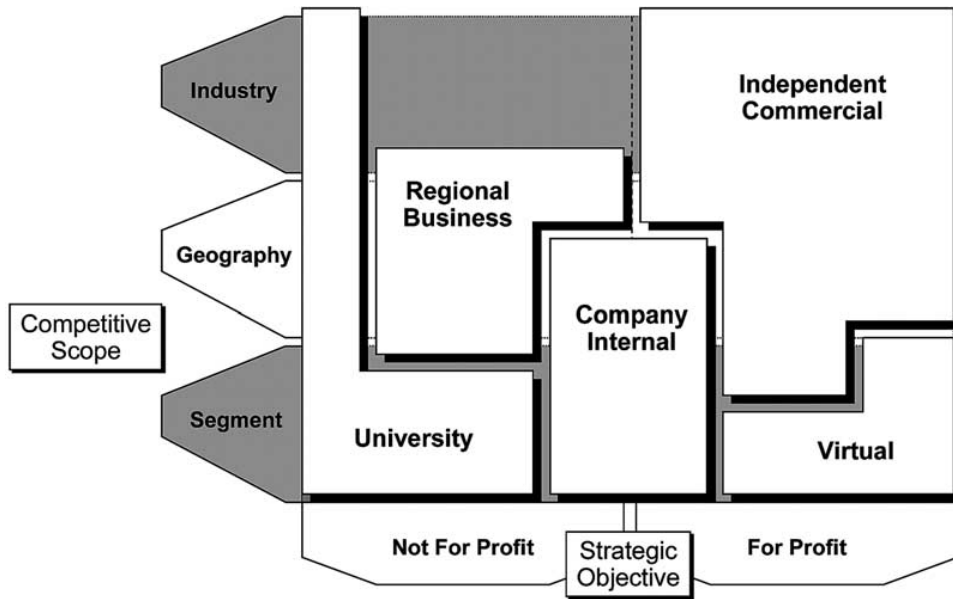 Industry
Independent
Commercial
Regional
Business
Geography
Competitive
Scope
Company
Internal
Segment
University
Virtual
Not For Profit
Strategic
Objective
For Profit